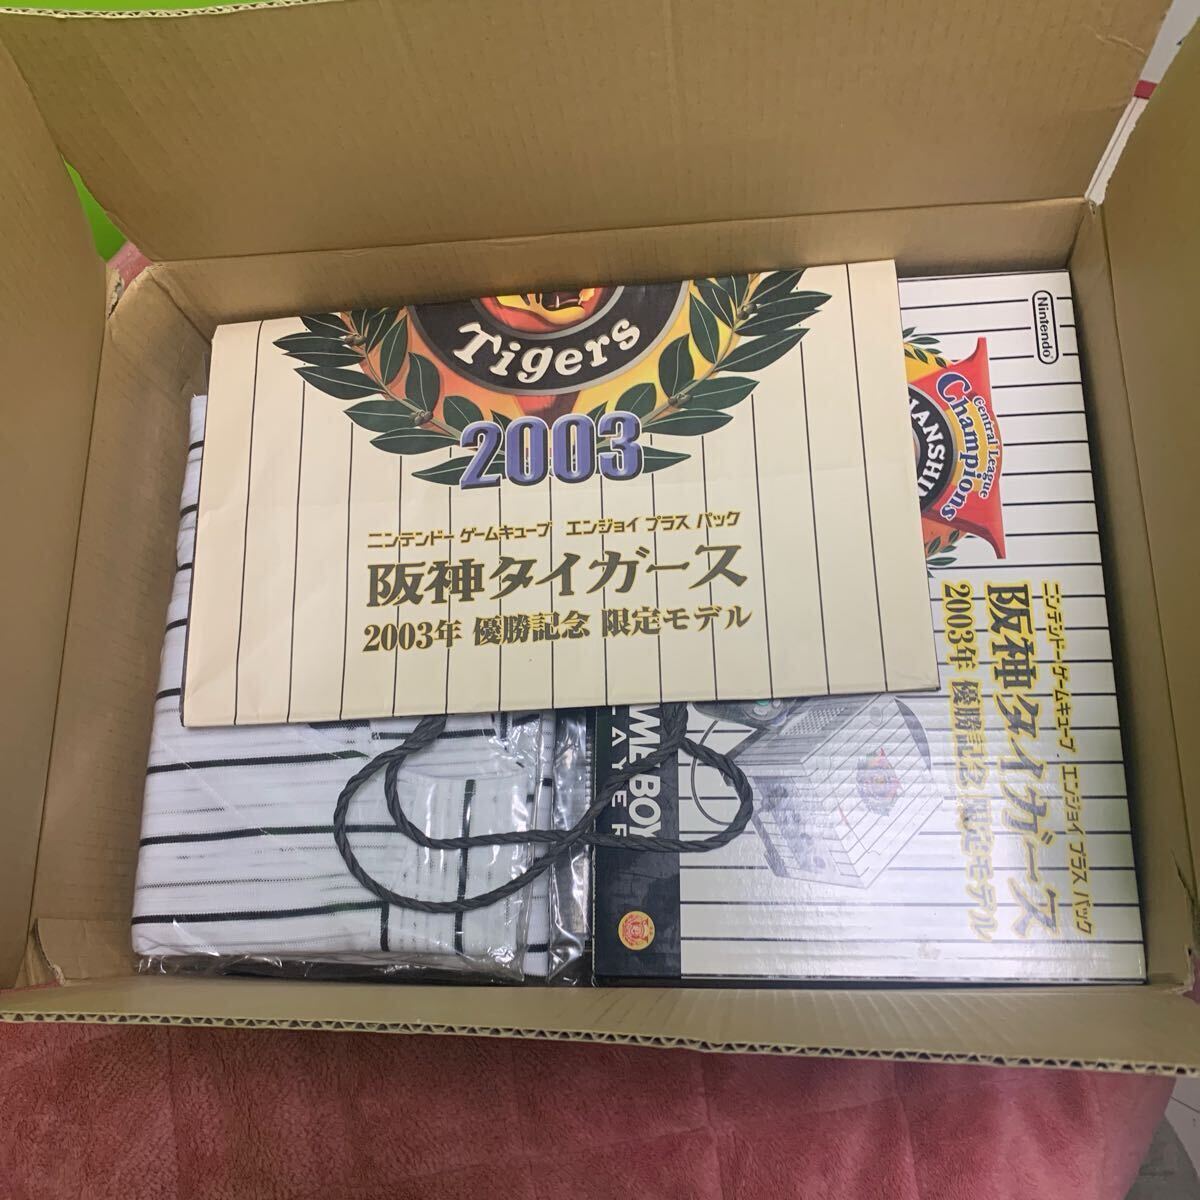 Tigers
2003
ニンテンドー ゲームキューブ エンジョイ プラス パック
阪神タイガース
2003年 優勝記念 限定モデル
Nintendo
Central League
Champions
HANSHIN
ニンテンドー ゲームキューブ エンジョイ プラス パック
阪神タイガース
2003年 優勝記念 限定モデル
ME BOY